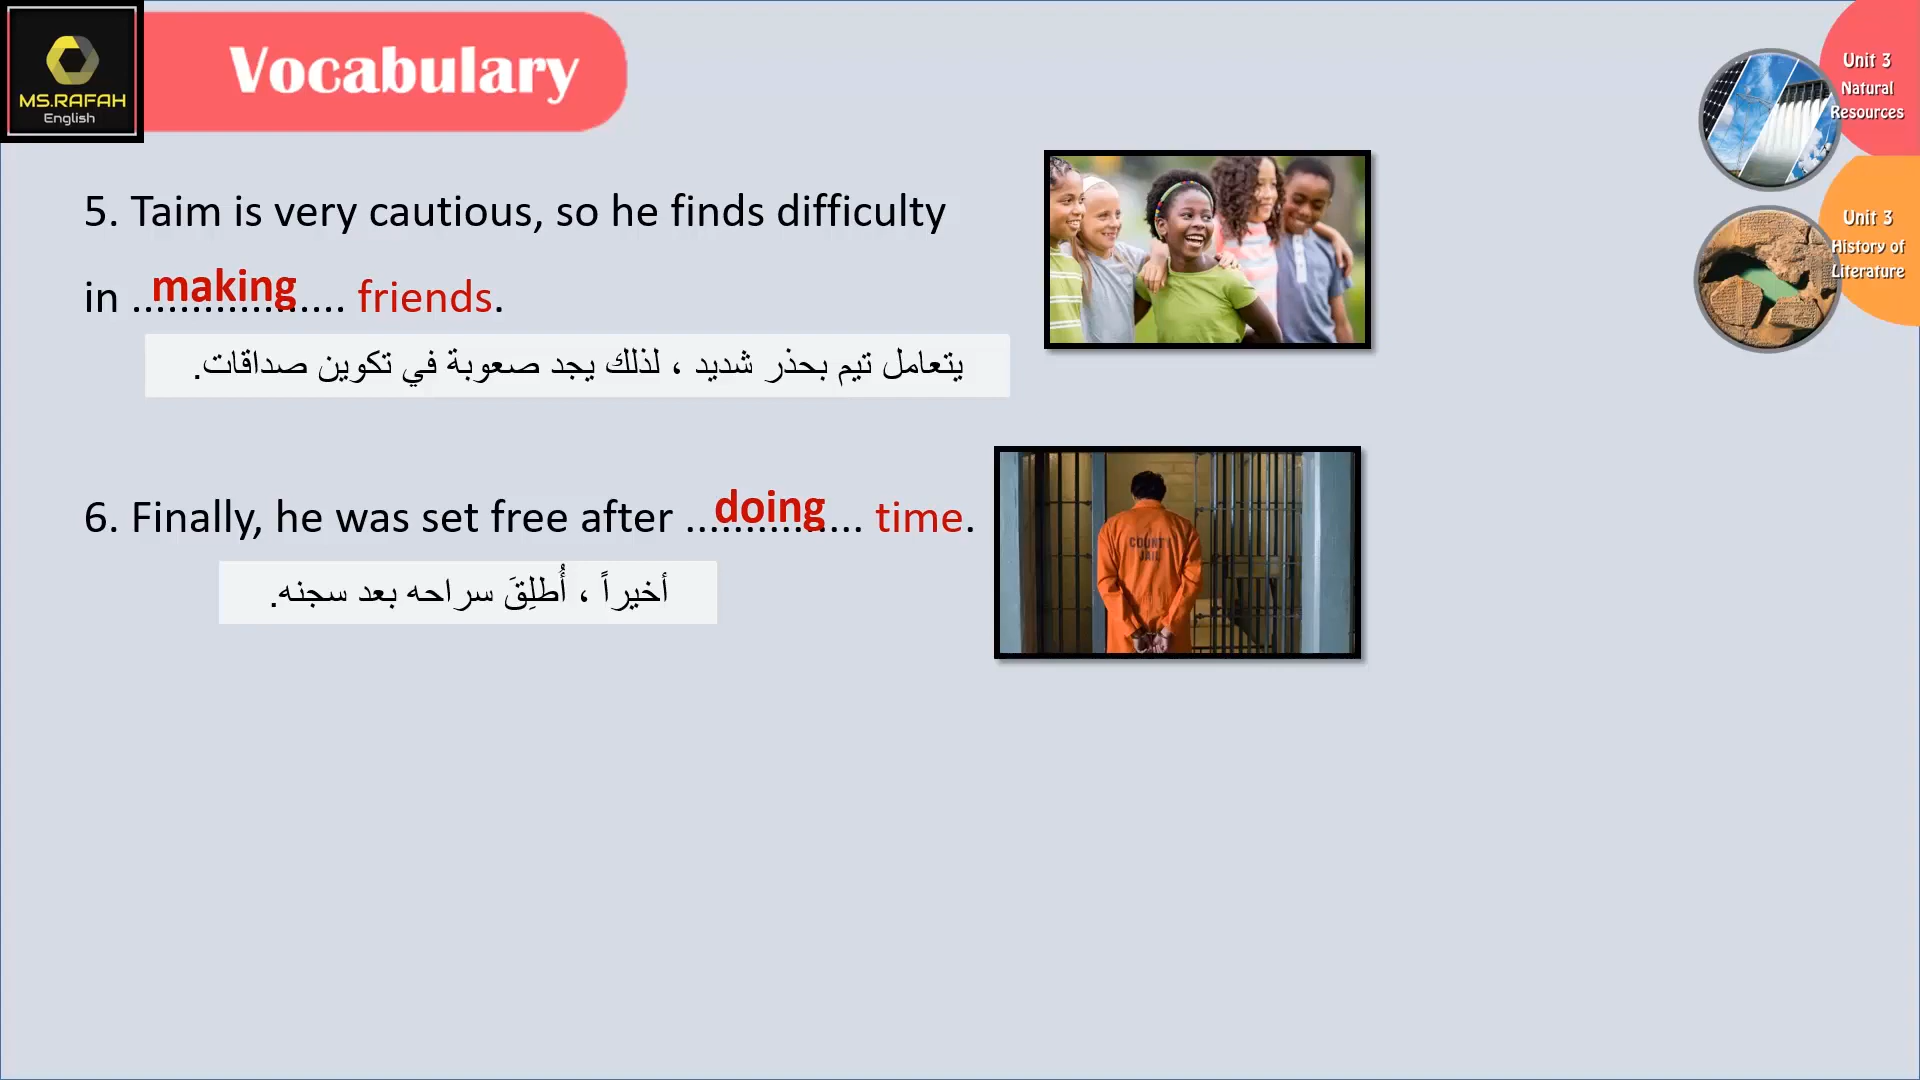 MS.RAFAH
English
Vocabulary
Unit 3
Natural
Resources
Unit 3
History of
Literature
5. Taim is very cautious, so he finds difficulty
in ..making.... friends.
يتعامل تيم بحذر شديد ، لذلك يجد صعوبة في تكوين صداقات.
6. Finally, he was set free after ..doing.. time.
أخيراً ، أُطلِقَ سراحه بعد سجنه.
COUNTY
JAIL